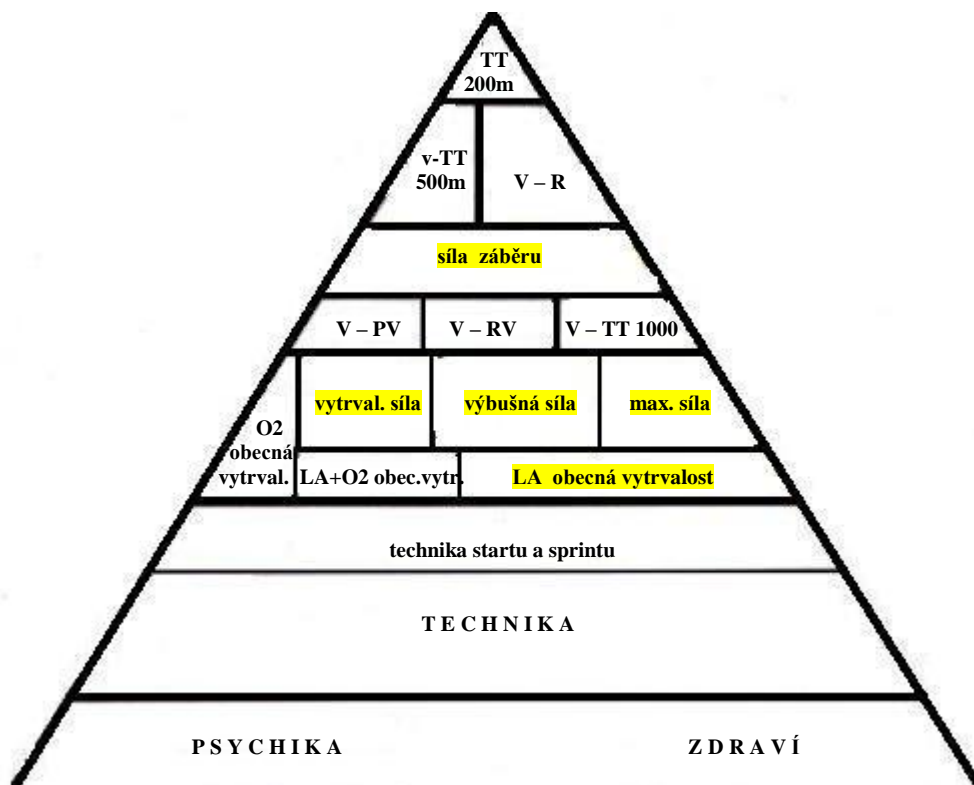 TT
200m
v-TT
500m
V – R
síla záběru
V – PV
V – RV
V – TT 1000
vytrval. síla
výbušná síla
max. síla
O2
obecná
vytrval.
LA+O2 obec.vytr.
LA obecná vytrvalost
technika startu a sprintu
T E C H N I K A
P S Y C H I K A
Z D R A V Í